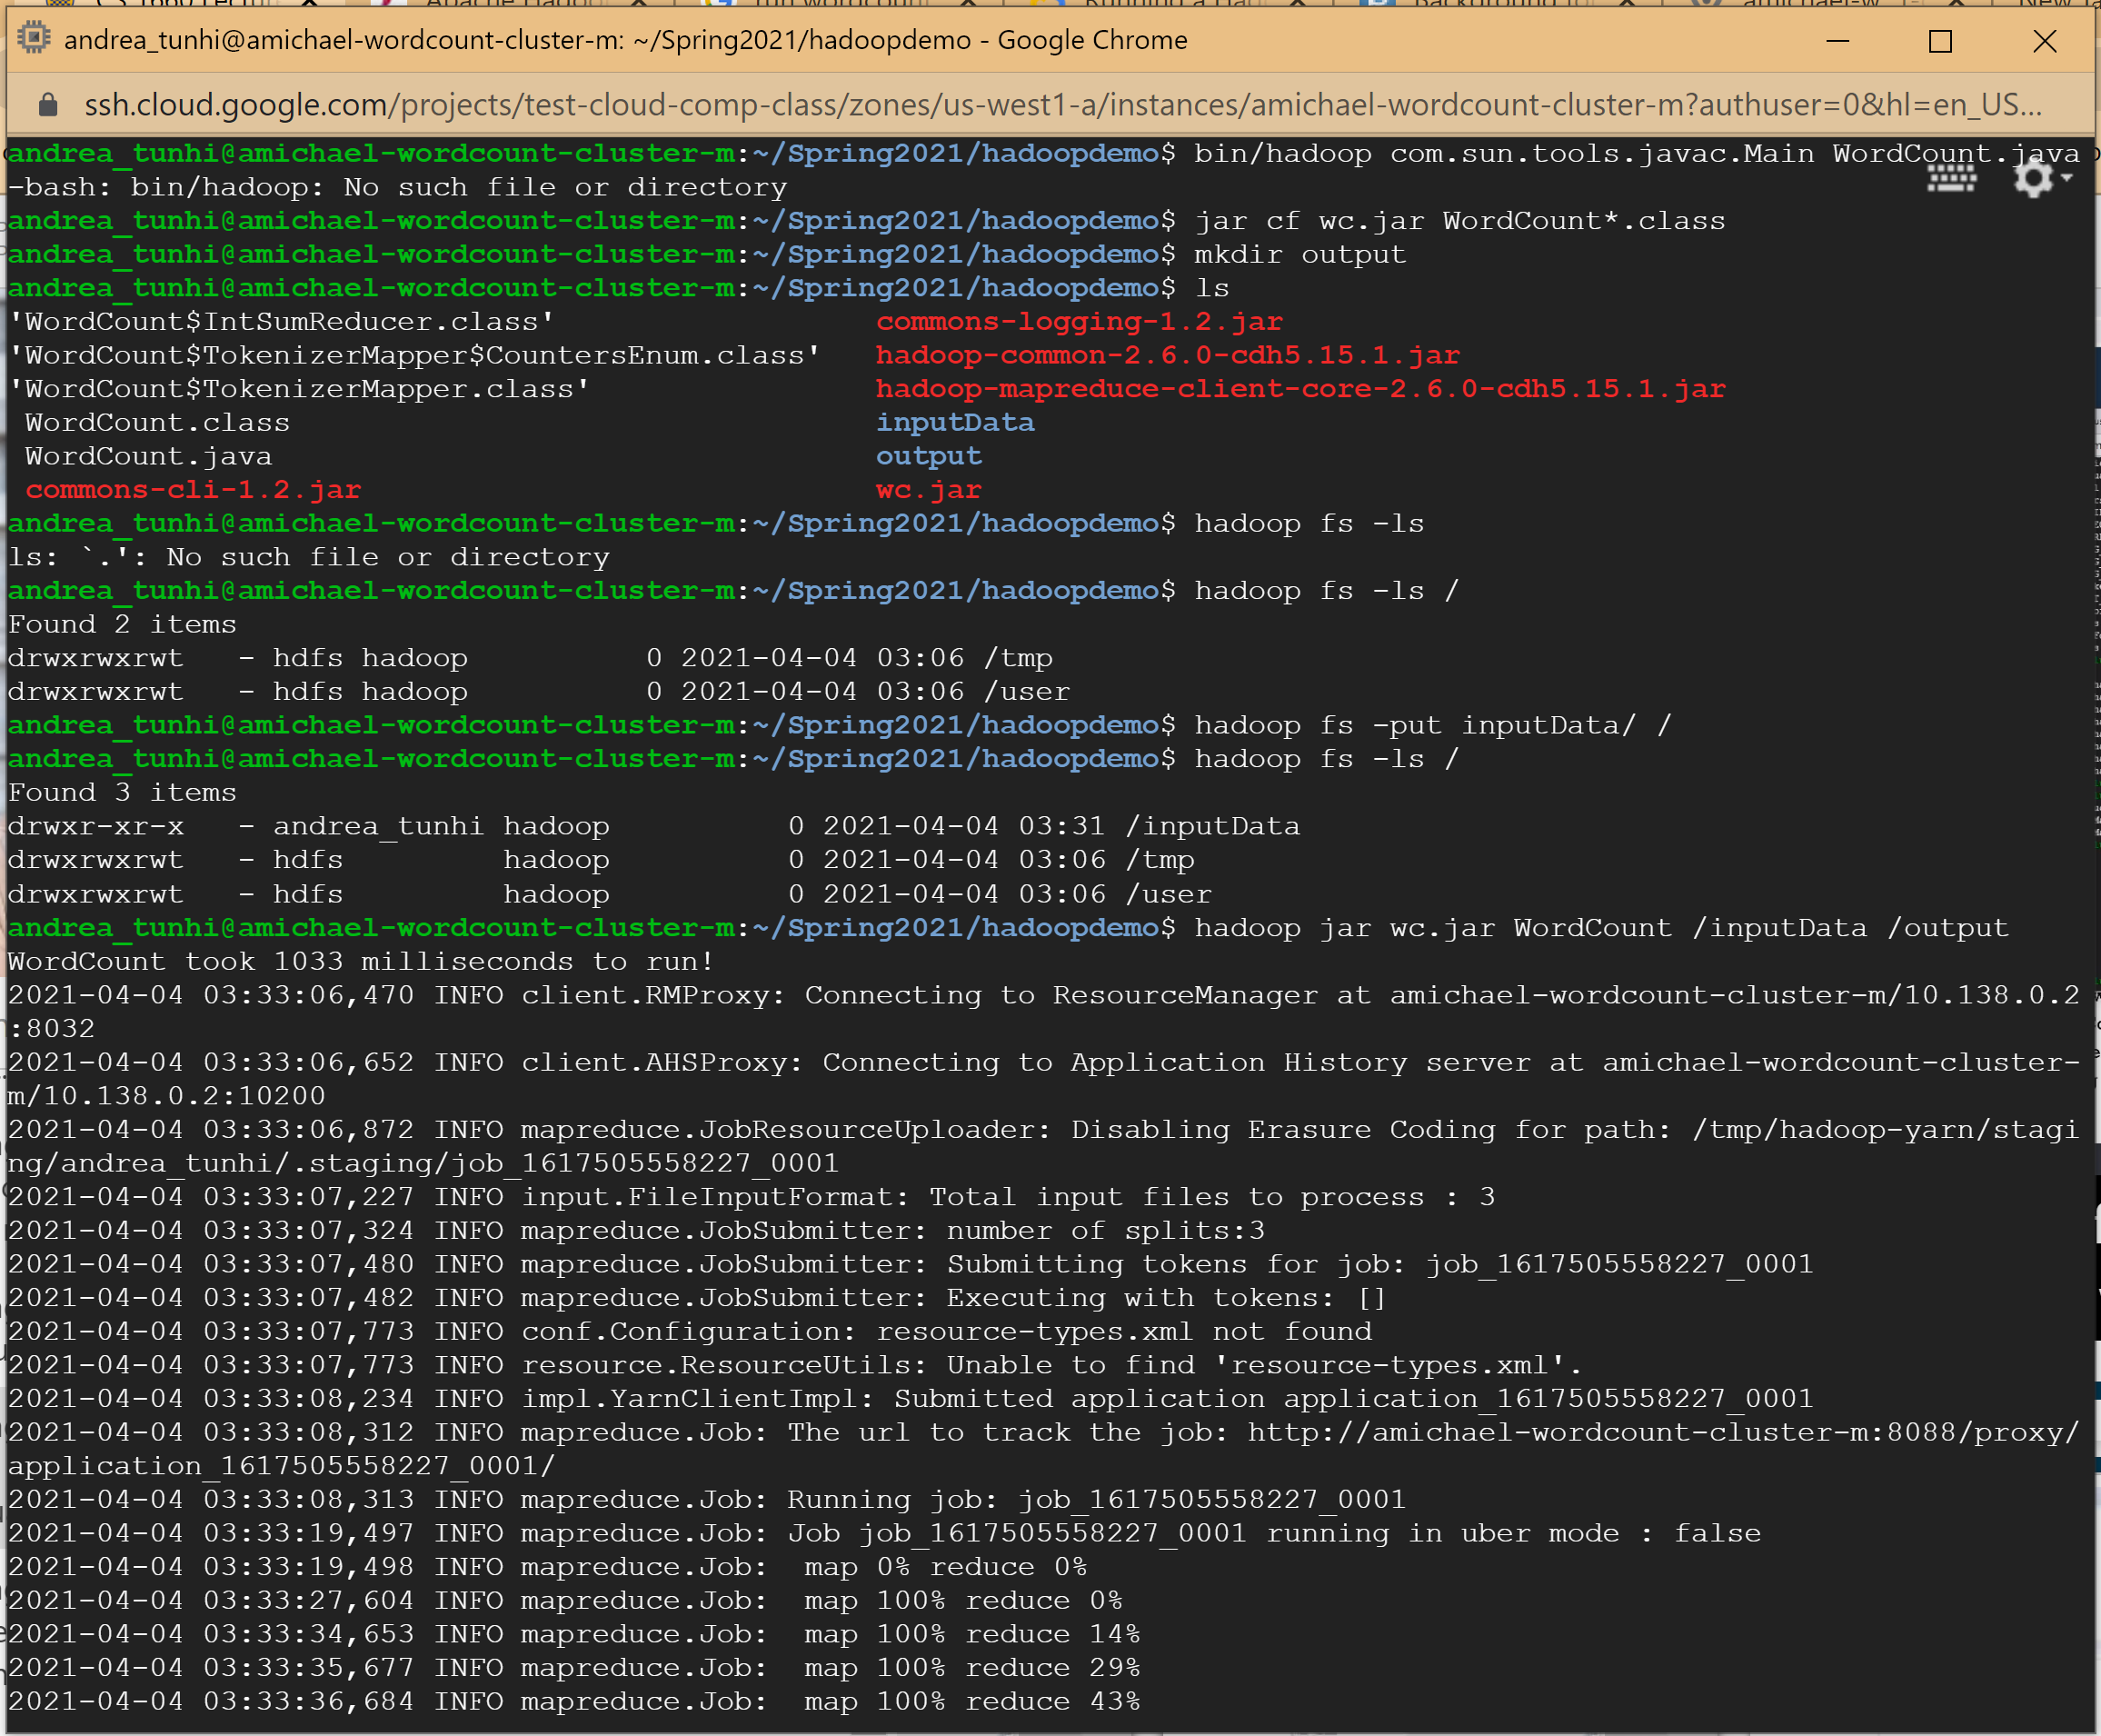 andrea_tunhi@amichael-wordcount-cluster-m: ~/Spring2021/hadoopdemo - Google Chrome
ssh.cloud.google.com/projects/test-cloud-comp-class/zones/us-west1-a/instances/amichael-wordcount-cluster-m?authuser=0&hl=en_US...
andrea_tunhi@amichael-wordcount-cluster-m:~/Spring2021/hadoopdemo$ bin/hadoop com.sun.tools.javac.Main WordCount.java
-bash: bin/hadoop: No such file or directory
andrea_tunhi@amichael-wordcount-cluster-m:~/Spring2021/hadoopdemo$ jar cf wc.jar WordCount*.class
andrea_tunhi@amichael-wordcount-cluster-m:~/Spring2021/hadoopdemo$ mkdir output
andrea_tunhi@amichael-wordcount-cluster-m:~/Spring2021/hadoopdemo$ ls
'WordCount$IntSumReducer.class' commons-logging-1.2.jar
'WordCount$TokenizerMapper$CountersEnum.class' hadoop-common-2.6.0-cdh5.15.1.jar
'WordCount$TokenizerMapper.class' hadoop-mapreduce-client-core-2.6.0-cdh5.15.1.jar
WordCount.class inputData
WordCount.java output
commons-cli-1.2.jar wc.jar
andrea_tunhi@amichael-wordcount-cluster-m:~/Spring2021/hadoopdemo$ hadoop fs -ls
ls: `.': No such file or directory
andrea_tunhi@amichael-wordcount-cluster-m:~/Spring2021/hadoopdemo$ hadoop fs -ls /
Found 2 items
drwxrwxrwt - hdfs hadoop 0 2021-04-04 03:06 /tmp
drwxrwxrwt - hdfs hadoop 0 2021-04-04 03:06 /user
andrea_tunhi@amichael-wordcount-cluster-m:~/Spring2021/hadoopdemo$ hadoop fs -put inputData/ /
andrea_tunhi@amichael-wordcount-cluster-m:~/Spring2021/hadoopdemo$ hadoop fs -ls /
Found 3 items
drwxr-xr-x - andrea_tunhi hadoop 0 2021-04-04 03:31 /inputData
drwxrwxrwt - hdfs hadoop 0 2021-04-04 03:06 /tmp
drwxrwxrwt - hdfs hadoop 0 2021-04-04 03:06 /user
andrea_tunhi@amichael-wordcount-cluster-m:~/Spring2021/hadoopdemo$ hadoop jar wc.jar WordCount /inputData /output
WordCount took 1033 milliseconds to run!
2021-04-04 03:33:06,470 INFO client.RMProxy: Connecting to ResourceManager at amichael-wordcount-cluster-m/10.138.0.2
:8032
2021-04-04 03:33:06,652 INFO client.AHSProxy: Connecting to Application History server at amichael-wordcount-cluster-
m/10.138.0.2:10200
2021-04-04 03:33:06,872 INFO mapreduce.JobResourceUploader: Disabling Erasure Coding for path: /tmp/hadoop-yarn/stagi
ng/andrea_tunhi/.staging/job_1617505558227_0001
2021-04-04 03:33:07,227 INFO input.FileInputFormat: Total input files to process : 3
2021-04-04 03:33:07,324 INFO mapreduce.JobSubmitter: number of splits:3
2021-04-04 03:33:07,480 INFO mapreduce.JobSubmitter: Submitting tokens for job: job_1617505558227_0001
2021-04-04 03:33:07,482 INFO mapreduce.JobSubmitter: Executing with tokens: []
2021-04-04 03:33:07,773 INFO conf.Configuration: resource-types.xml not found
2021-04-04 03:33:07,773 INFO resource.ResourceUtils: Unable to find 'resource-types.xml'.
2021-04-04 03:33:08,234 INFO impl.YarnClientImpl: Submitted application application_1617505558227_0001
2021-04-04 03:33:08,312 INFO mapreduce.Job: The url to track the job: http://amichael-wordcount-cluster-m:8088/proxy/
application_1617505558227_0001/
2021-04-04 03:33:08,313 INFO mapreduce.Job: Running job: job_1617505558227_0001
2021-04-04 03:33:19,497 INFO mapreduce.Job: Job job_1617505558227_0001 running in uber mode : false
2021-04-04 03:33:19,498 INFO mapreduce.Job: map 0% reduce 0%
2021-04-04 03:33:27,604 INFO mapreduce.Job: map 100% reduce 0%
2021-04-04 03:33:34,653 INFO mapreduce.Job: map 100% reduce 14%
2021-04-04 03:33:35,677 INFO mapreduce.Job: map 100% reduce 29%
2021-04-04 03:33:36,684 INFO mapreduce.Job: map 100% reduce 43%